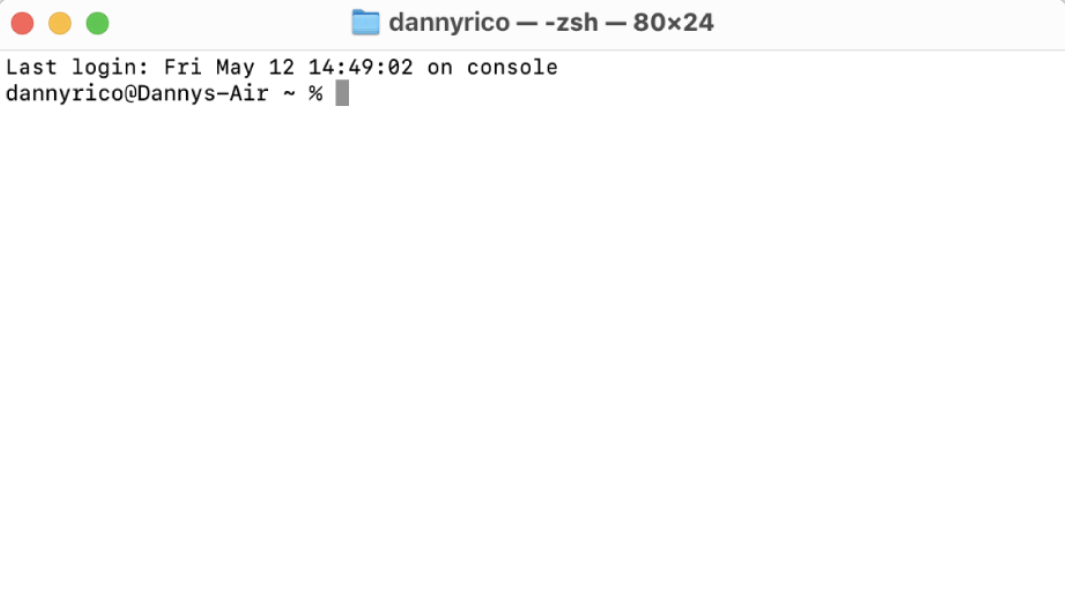 dannyrico — -zsh — 80×24
Last login: Fri May 12 14:49:02 on console
dannyrico@Dannys-Air ~ %